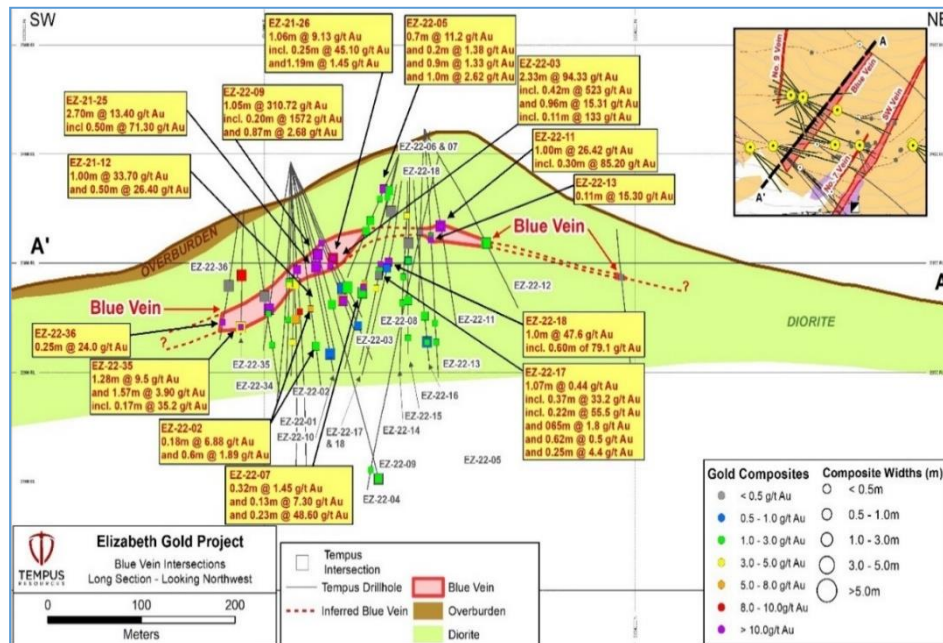 SW
NE
EZ-21-26
1.06m @ 9.13 g/t Au
incl. 0.25m @ 45.10 g/t Au
and1.19m @ 1.45 g/t Au
EZ-22-05
0.7m @ 11.2 g/t Au
and 0.2m @ 1.38 g/t Au
and 0.9m @ 1.33 g/t Au
and 1.0m @ 2.62 g/t Au
EZ-22-03
2.33m @ 94.33 g/t Au
incl. 0.42m @ 523 g/t Au
and 0.96m @ 15.31 g/t Au
incl. 0.11m @ 133 g/t Au
EZ-21-25
2.70m @ 13.40 g/t Au
incl 0.50m @ 71.30 g/t Au
EZ-22-09
1.05m @ 310.72 g/t Au
incl. 0.20m @ 1572 g/t Au
and 0.87m @ 2.68 g/t Au
EZ-22-11
1.00m @ 26.42 g/t Au
incl. 0.30m @ 85.20 g/t Au
EZ-21-12
1.00m @ 33.70 g/t Au
and 0.50m @ 26.40 g/t Au
EZ-22-13
0.11m @ 15.30 g/t Au
EZ-22-06 & 07
EZ-22-18
No. 9 Vein
A
Blue Vein
SW Vein
No. 7 Vein
A'
A'
A
OVERBURDEN
Blue Vein
EZ-22-36
EZ-22-12
Blue Vein
?
?
DIORITE
EZ-22-36
0.25m @ 24.0 g/t Au
EZ-22-35
1.28m @ 9.5 g/t Au
and 1.57m @ 3.90 g/t Au
incl. 0.17m @ 35.2 g/t Au
EZ-22-02
0.18m @ 6.88 g/t Au
and 0.6m @ 1.89 g/t Au
EZ-22-07
0.32m @ 1.45 g/t Au
and 0.13m @ 7.30 g/t Au
and 0.23m @ 48.60 g/t Au
EZ-22-18
1.0m @ 47.6 g/t Au
incl. 0.60m of 79.1 g/t Au
EZ-22-17
1.07m @ 0.44 g/t Au
incl. 0.37m @ 33.2 g/t Au
incl. 0.22m @ 55.5 g/t Au
and 065m @ 1.8 g/t Au
and 0.62m @ 0.5 g/t Au
and 0.25m @ 4.4 g/t Au
EZ-22-35
EZ-22-34
EZ-22-02
EZ-22-01
EZ-22-10
EZ-22-03
EZ-22-08
EZ-22-11
EZ-22-13
EZ-22-16
EZ-22-15
EZ-22-14
EZ-22-17
& 18
EZ-22-09
EZ-22-04
EZ-22-05
TEMPUS
RESOURCES
Elizabeth Gold Project
Blue Vein Intersections
Long Section - Looking Northwest
0 100 200
Meters
Tempus
Intersection
Tempus Drillhole
Inferred Blue Vein
Blue Vein
Overburden
Diorite
Gold Composites
< 0.5 g/t Au
0.5 - 1.0 g/t Au
1.0 - 3.0 g/t Au
3.0 - 5.0 g/t Au
5.0 - 8.0 g/t Au
8.0 - 10.0g/t Au
> 10.0g/t Au
Composite Widths (m)
< 0.5m
0.5 - 1.0m
1.0 - 3.0m
3.0 - 5.0m
>5.0m